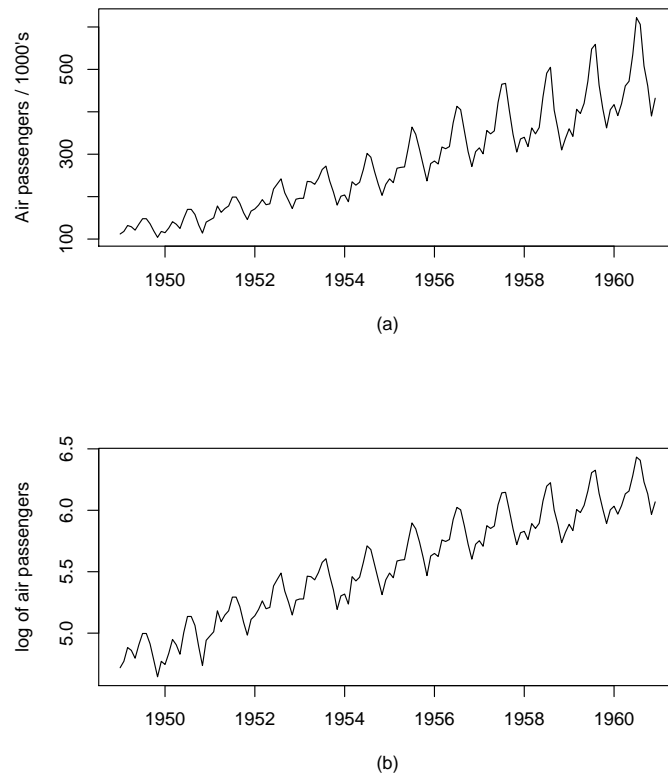 Air passengers / 1000's
100 300 500
1950 1952 1954 1956 1958 1960
(a)
log of air passengers
5.0 5.5 6.0 6.5
1950 1952 1954 1956 1958 1960
(b)